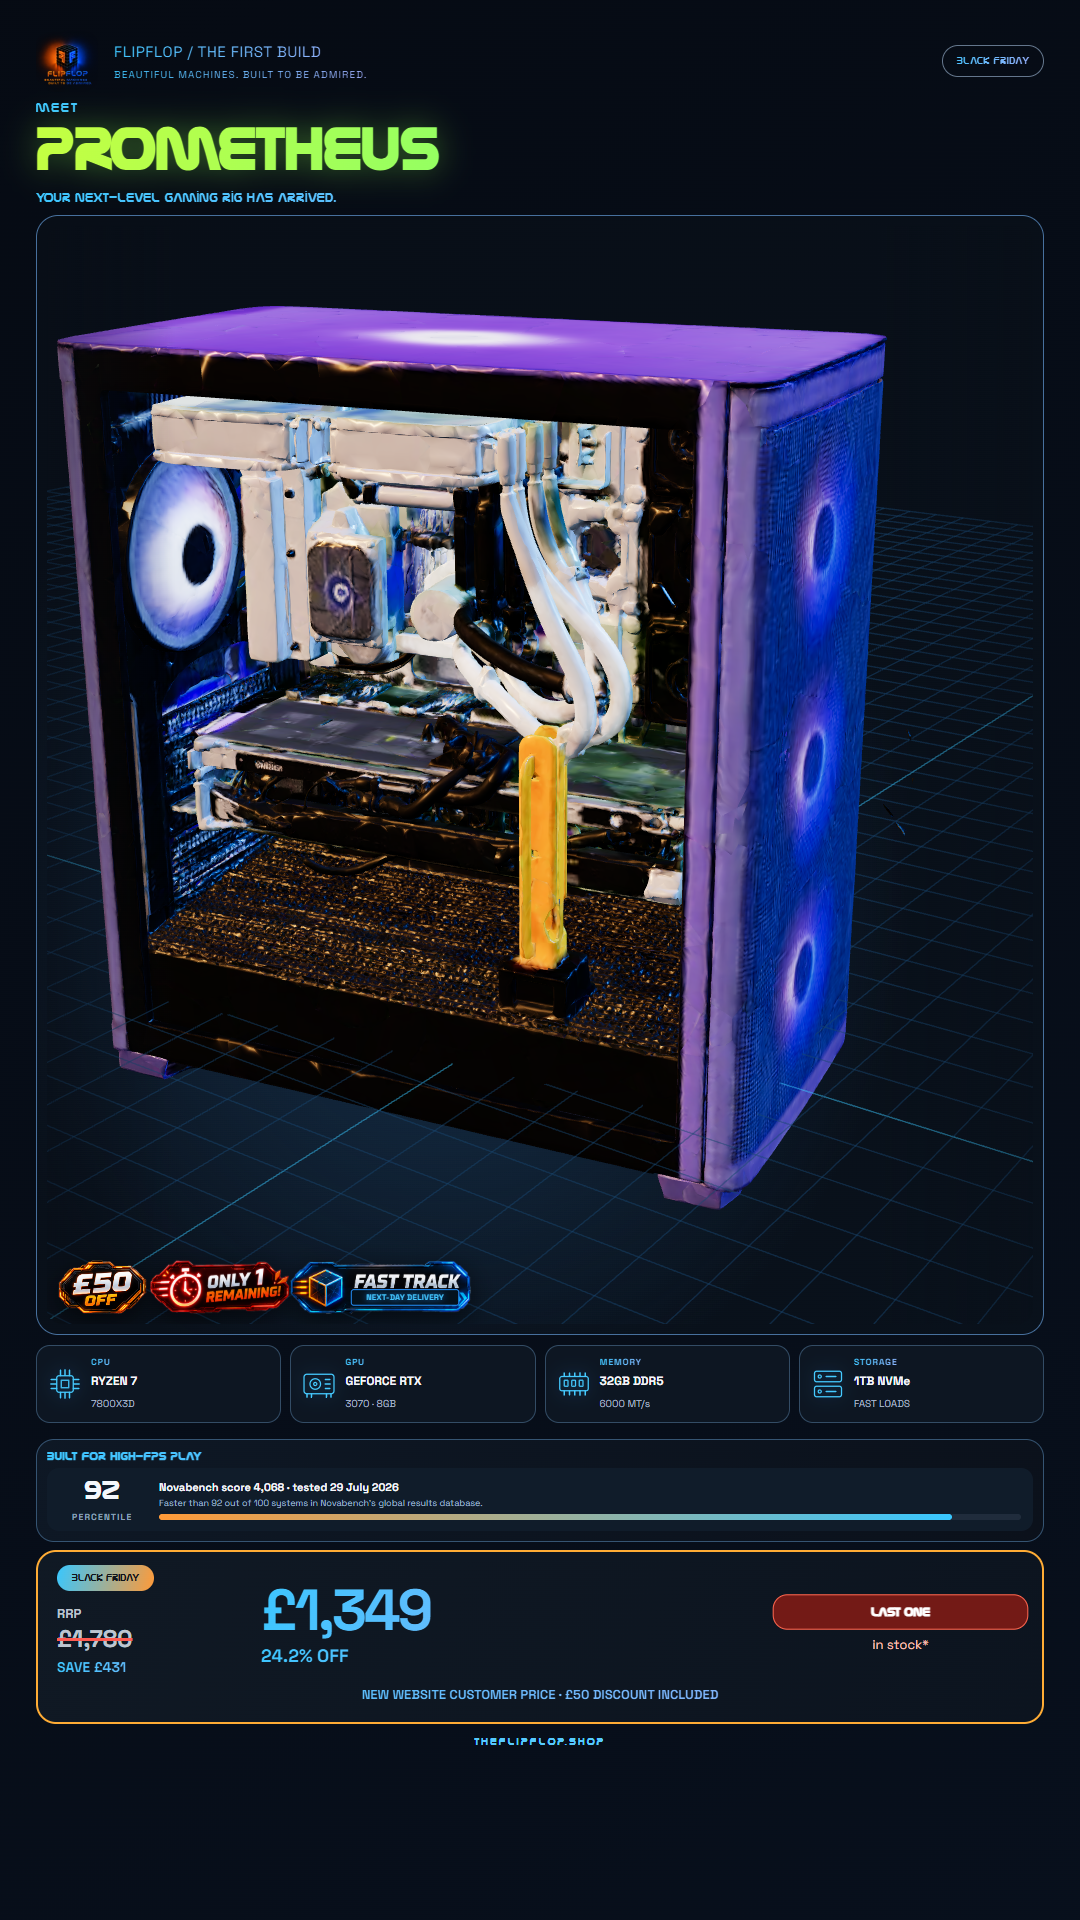 FLIPFLOP
FLIPFLOP / THE FIRST BUILD
BEAUTIFUL MACHINES. BUILT TO BE ADMIRED.
BLACK FRIDAY
MEET
PROMETHEUS
YOUR NEXT-LEVEL GAMING RIG HAS ARRIVED.
£50
OFF
ONLY 1
REMAINING!
FAST TRACK
NEXT-DAY DELIVERY
CPU
RYZEN 7
7800X3D
GPU
GEFORCE RTX
3070 · 8GB
MEMORY
32GB DDR5
6000 MT/s
STORAGE
1TB NVMe
FAST LOADS
BUILT FOR HIGH-FPS PLAY
92
PERCENTILE
Novabench score 4,068 · tested 29 July 2026
Faster than 92 out of 100 systems in Novabench's global results database.
BLACK FRIDAY
RRP
£1,780
SAVE £431
£1,349
24.2% OFF
LAST ONE
in stock*
NEW WEBSITE CUSTOMER PRICE · £50 DISCOUNT INCLUDED
THEFLIPFLOP.SHOP